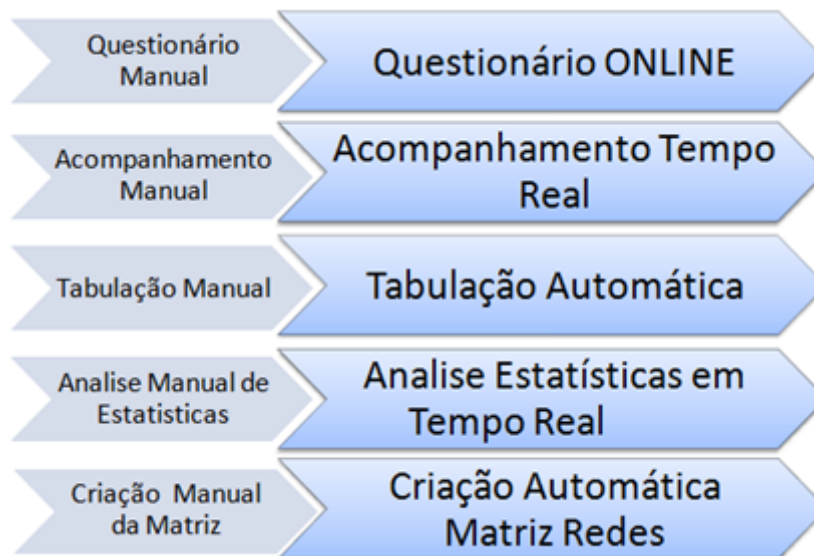 Questionário
Manual
Questionário ONLINE
Acompanhamento
Manual
Acompanhamento Tempo
Real
Tabulação Manual
Tabulação Automática
Analise Manual de
Estatisticas
Analise Estatísticas em
Tempo Real
Criação Manual
da Matriz
Criação Automática
Matriz Redes